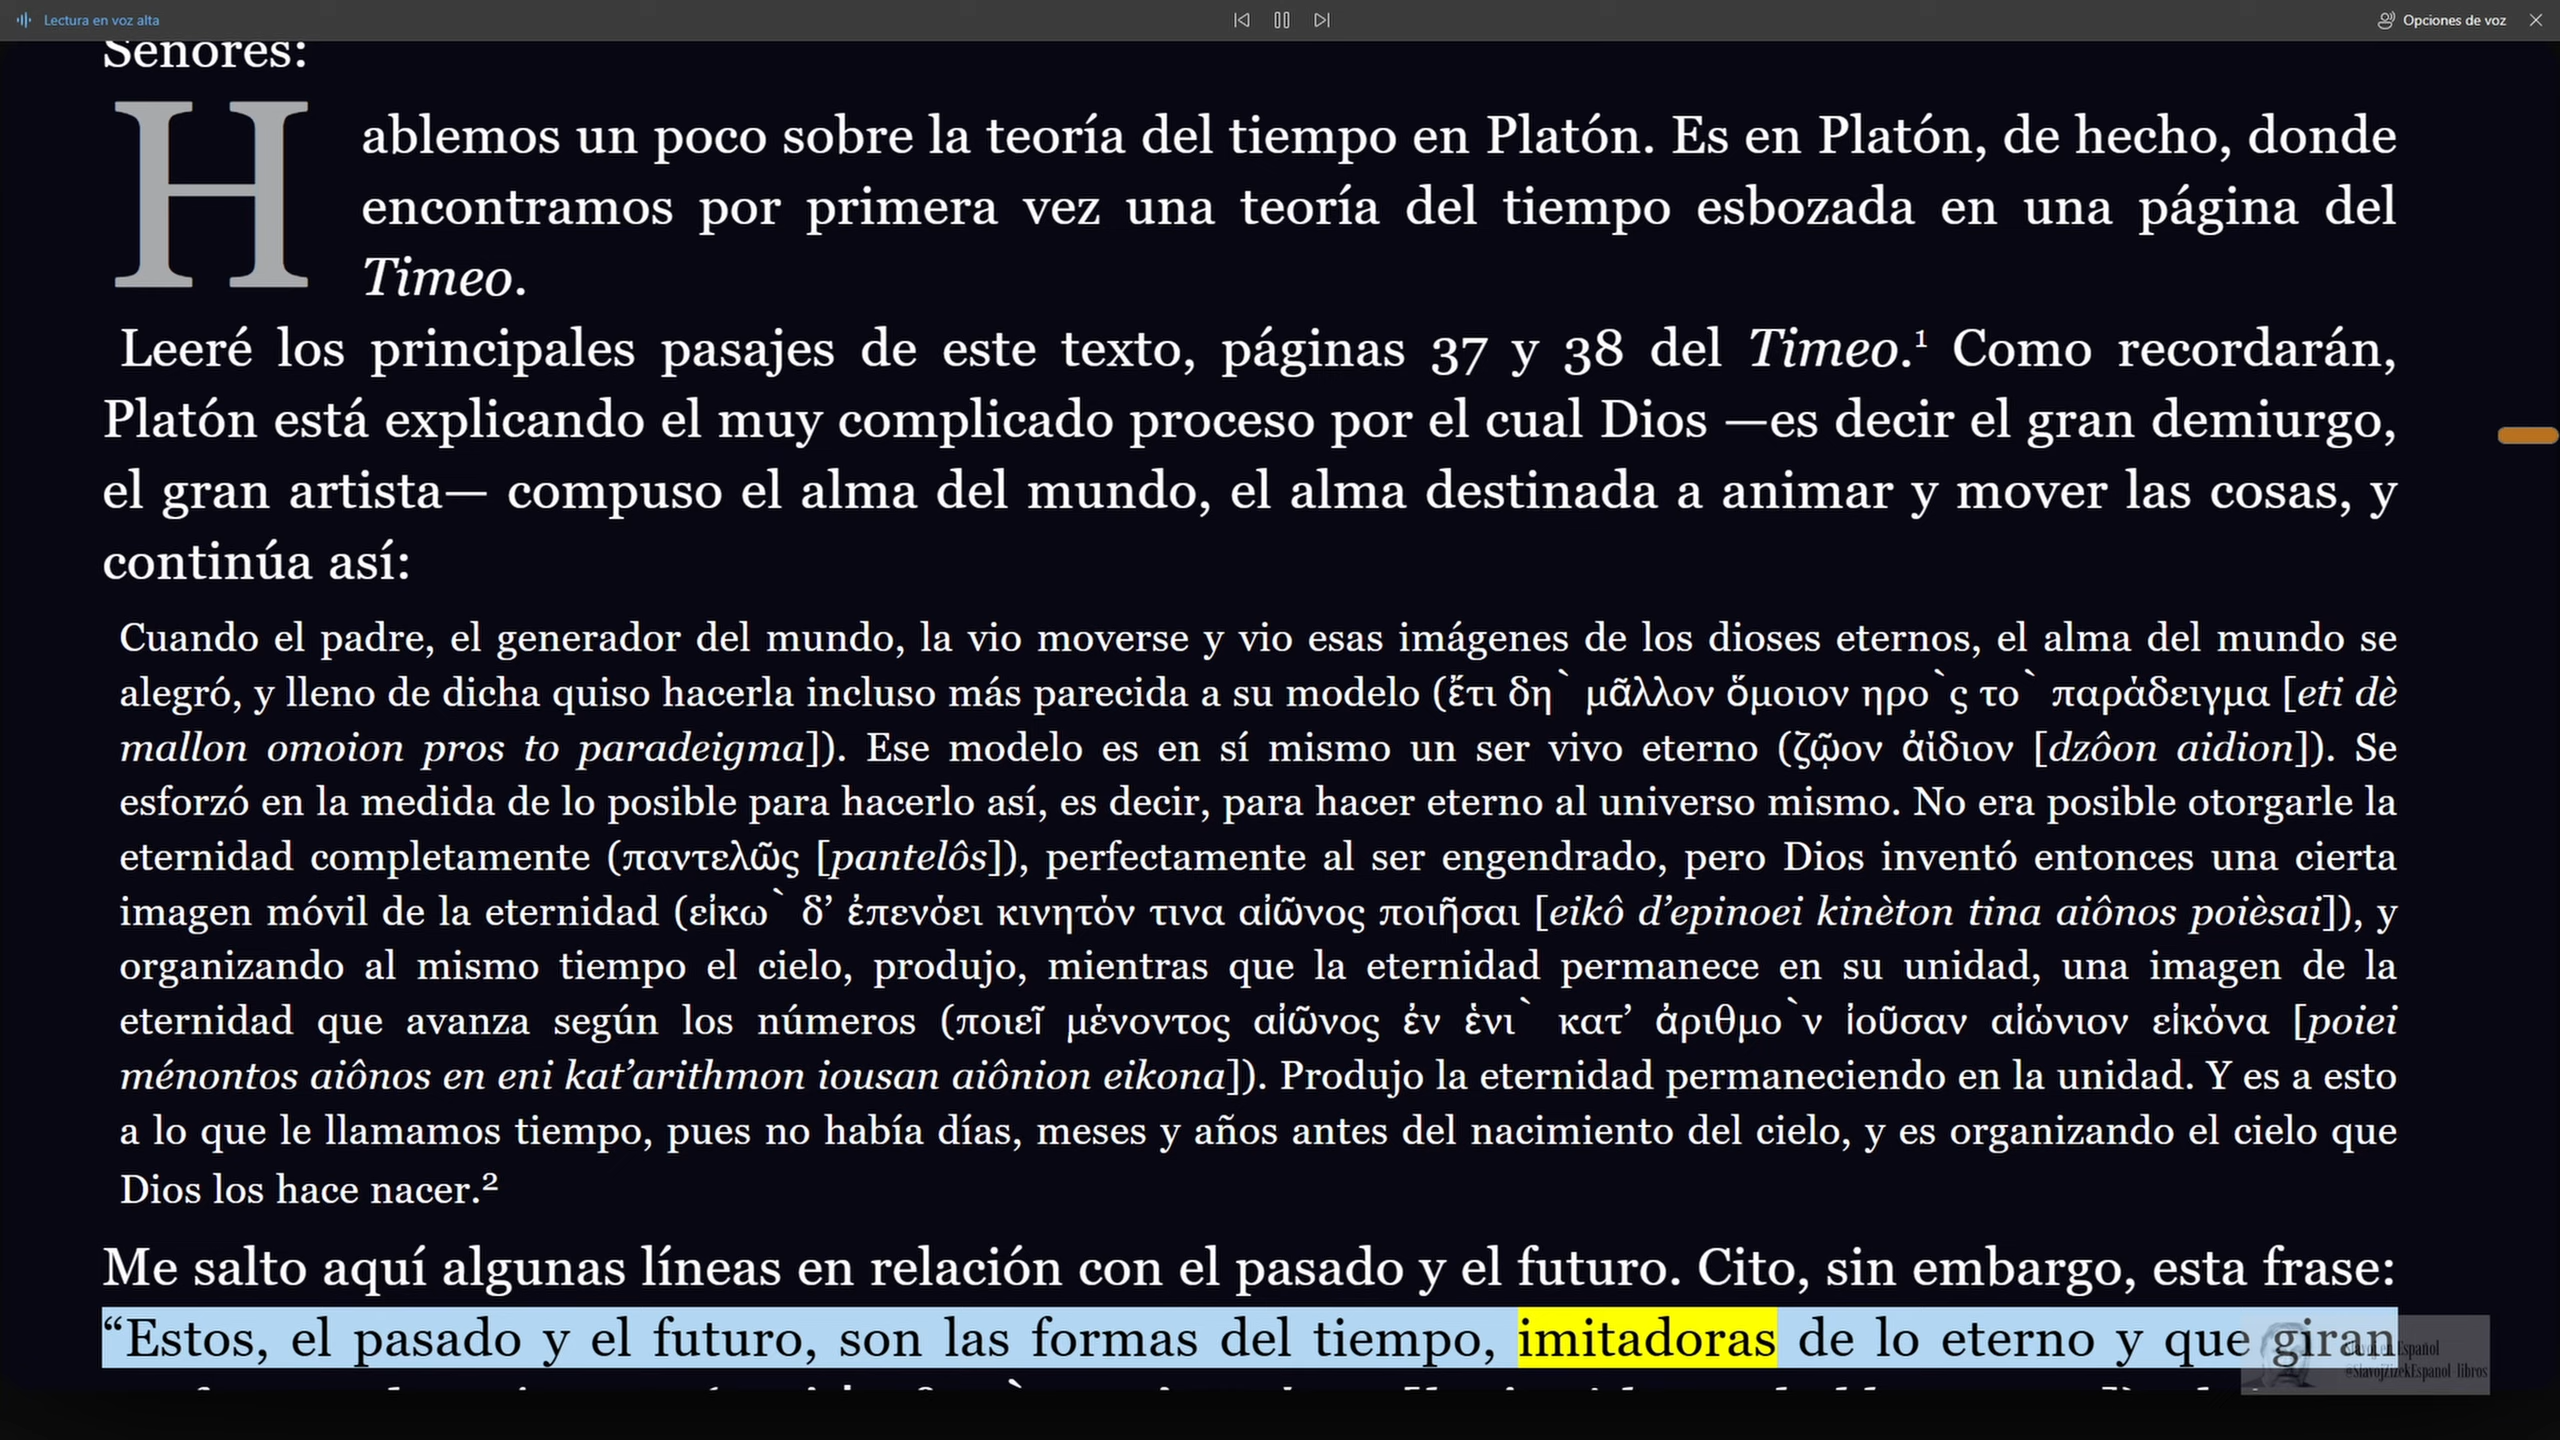 Lectura en voz alta
Opciones de voz
Señores:
Hablemos un poco sobre la teoría del tiempo en Platón. Es en Platón, de hecho, donde
encontramos por primera vez una teoría del tiempo esbozada en una página del
Timeo.
Leeré los principales pasajes de este texto, páginas 37 y 38 del Timeo.¹ Como recordarán,
Platón está explicando el muy complicado proceso por el cual Dios —es decir el gran demiurgo,
el gran artista— compuso el alma del mundo, el alma destinada a animar y mover las cosas, y
continúa así:
Cuando el padre, el generador del mundo, la vio moverse y vio esas imágenes de los dioses eternos, el alma del mundo se
alegró, y lleno de dicha quiso hacerla incluso más parecida a su modelo (ἔτι δη` μᾶλλον ὅμοιον ηρο`ς το` παράδειγμα [eti dè
mallon omoion pros to paradeigma]). Ese modelo es en sí mismo un ser vivo eterno (ζῷον ἀίδιον [dzôon aidion]). Se
esforzó en la medida de lo posible para hacerlo así, es decir, para hacer eterno al universo mismo. No era posible otorgarle la
eternidad completamente (παντελῶς [pantelôs]), perfectamente al ser engendrado, pero Dios inventó entonces una cierta
imagen móvil de la eternidad (εἰκω` δ’ ἐπενόει κινητόν τινα αἰῶνος ποιῆσαι [eikô d’epinoei kinèton tina aiônos poièsai]), y
organizando al mismo tiempo el cielo, produjo, mientras que la eternidad permanece en su unidad, una imagen de la
eternidad que avanza según los números (ποιεῖ μένοντος αἰῶνος ἐν ἑνι` κατ’ ἀριθμο`ν ἰοῦσαν αἰώνιον εἰκόνα [poiei
ménontos aiônos en eni kat’arithmon iousan aiônion eikona]). Produjo la eternidad permaneciendo en la unidad. Y es a esto
a lo que le llamamos tiempo, pues no había días, meses y años antes del nacimiento del cielo, y es organizando el cielo que
Dios los hace nacer.²
Me salto aquí algunas líneas en relación con el pasado y el futuro. Cito, sin embargo, esta frase:
“Estos, el pasado y el futuro, son las formas del tiempo, imitadoras de lo eterno y que giran
Español
@SlavojZizekEspanol libros